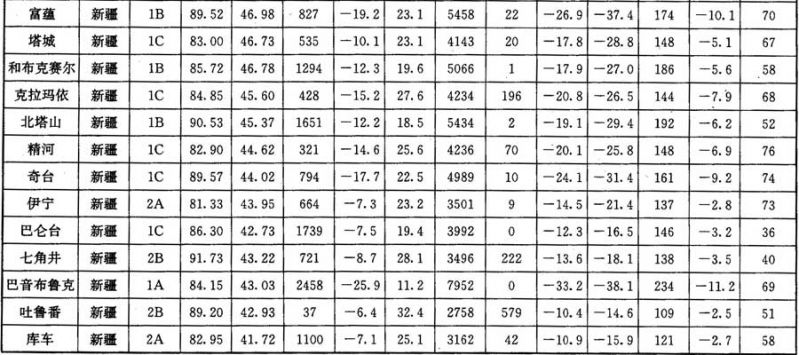 富蕴 新疆 1B 89.52 46.98 827 −19.2 23.1 5458 22 −26.9 −37.4 174 −10.1 70
塔城 新疆 1C 83.00 46.73 535 −10.1 23.1 4143 20 −17.8 −28.8 148 −5.1 67
和布克赛尔 新疆 1B 85.72 46.78 1294 −12.3 19.6 5066 1 −17.9 −27.0 186 −5.6 58
克拉玛依 新疆 1C 84.85 45.60 428 −15.2 27.6 4234 196 −20.8 −26.5 144 −7.9 68
北塔山 新疆 1B 90.53 45.37 1651 −12.2 18.5 5434 2 −19.1 −29.4 192 −6.2 52
精河 新疆 1C 82.90 44.62 321 −14.6 25.6 4236 70 −20.1 −25.8 148 −6.9 76
奇台 新疆 1C 89.57 44.02 794 −17.7 22.5 4989 10 −24.1 −31.4 161 −9.2 74
伊宁 新疆 2A 81.33 43.95 664 −7.3 23.2 3501 9 −14.5 −21.4 137 −2.8 73
巴仑台 新疆 1C 86.30 42.73 1739 −7.5 19.4 3992 0 −12.3 −16.5 146 −3.2 36
七角井 新疆 2B 91.73 43.22 721 −8.7 28.1 3496 222 −13.6 −18.1 138 −3.5 40
巴音布鲁克 新疆 1A 84.15 43.03 2458 −25.9 11.2 7952 0 −33.2 −38.1 234 −11.2 69
吐鲁番 新疆 2B 89.20 42.93 37 −6.4 32.4 2758 579 −10.4 −14.6 109 −2.5 51
库车 新疆 2A 82.95 41.72 1100 −7.1 25.1 3162 42 −10.9 −15.9 121 −2.7 58